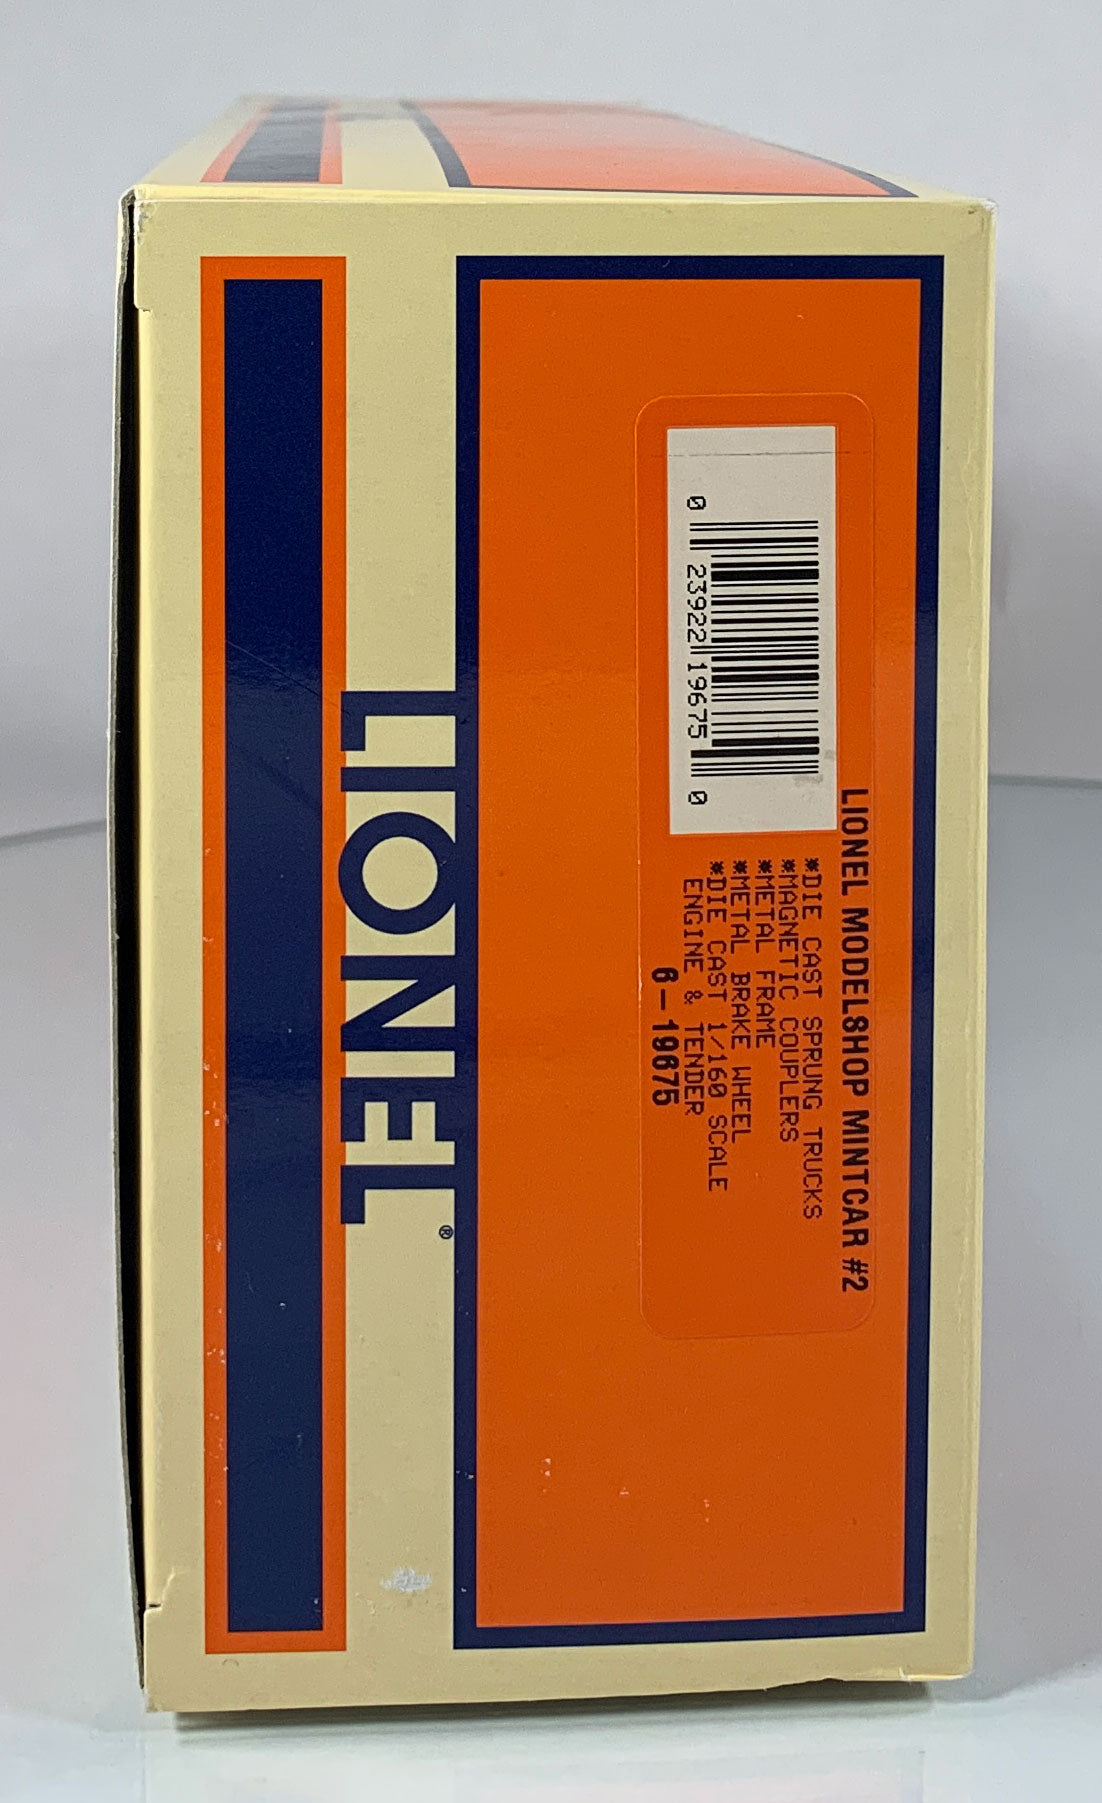 LIONEL®
LIONEL MODELSHOP MINTCAR #2
*DIE CAST SPRUNG TRUCKS
*MAGNETIC COUPLERS
*METAL FRAME
*METAL BRAKE WHEEL
*DIE CAST 1/160 SCALE
ENGINE & TENDER
6-19675
0 23922 19675 0